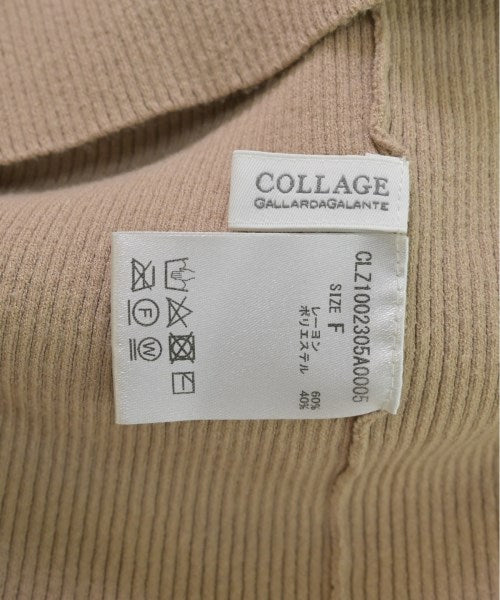 COLLAGE
GALLARDAGALANTE
CLZ1002305A0005
SIZE F
レーヨン 60%
ポリエステル 40%